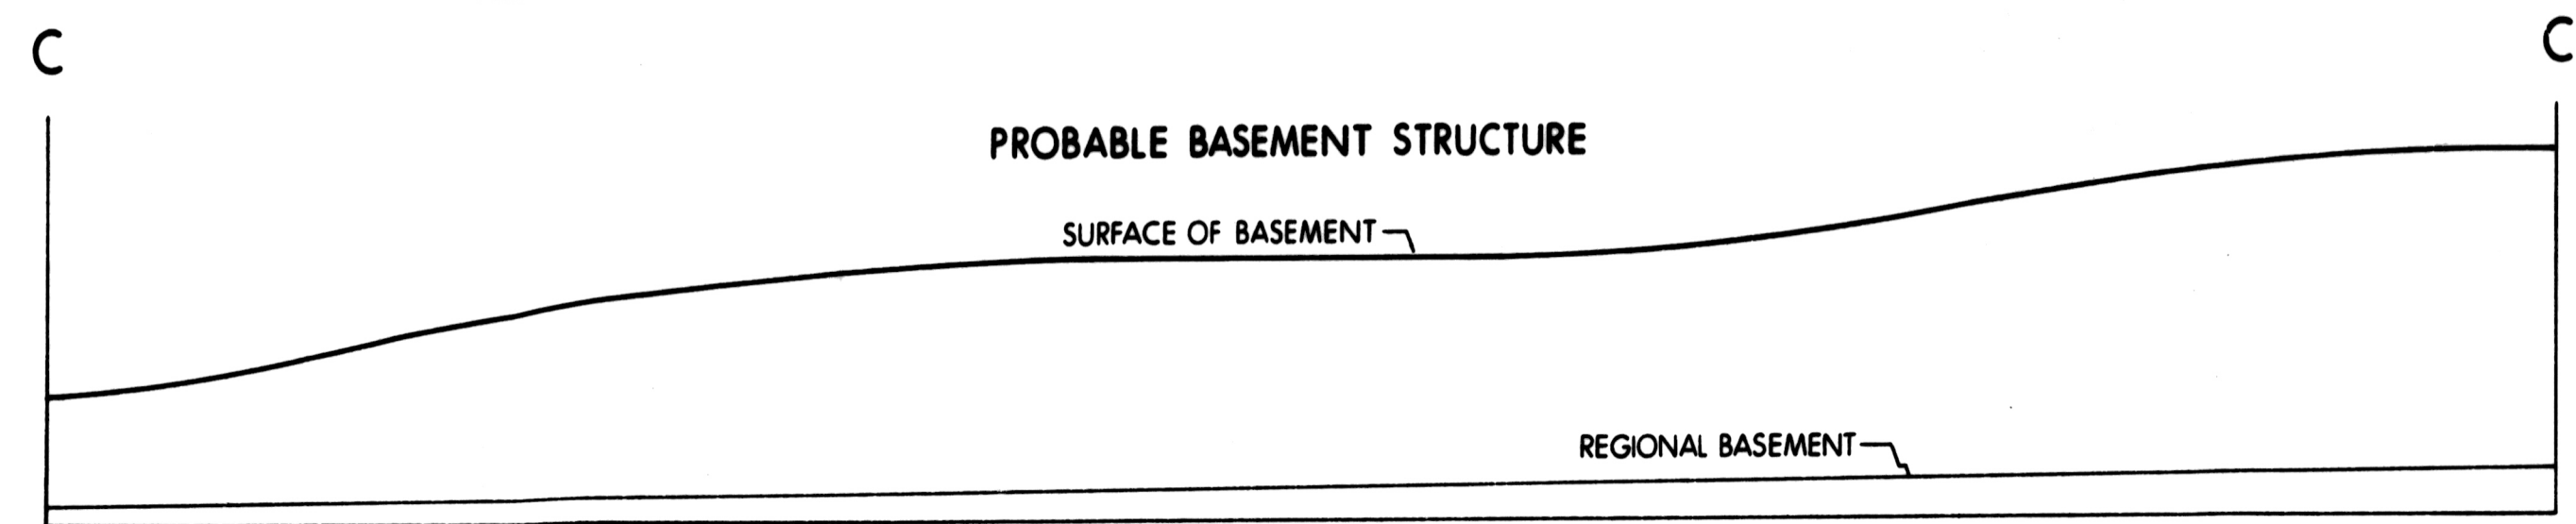 C C
PROBABLE BASEMENT STRUCTURE
SURFACE OF BASEMENT
REGIONAL BASEMENT